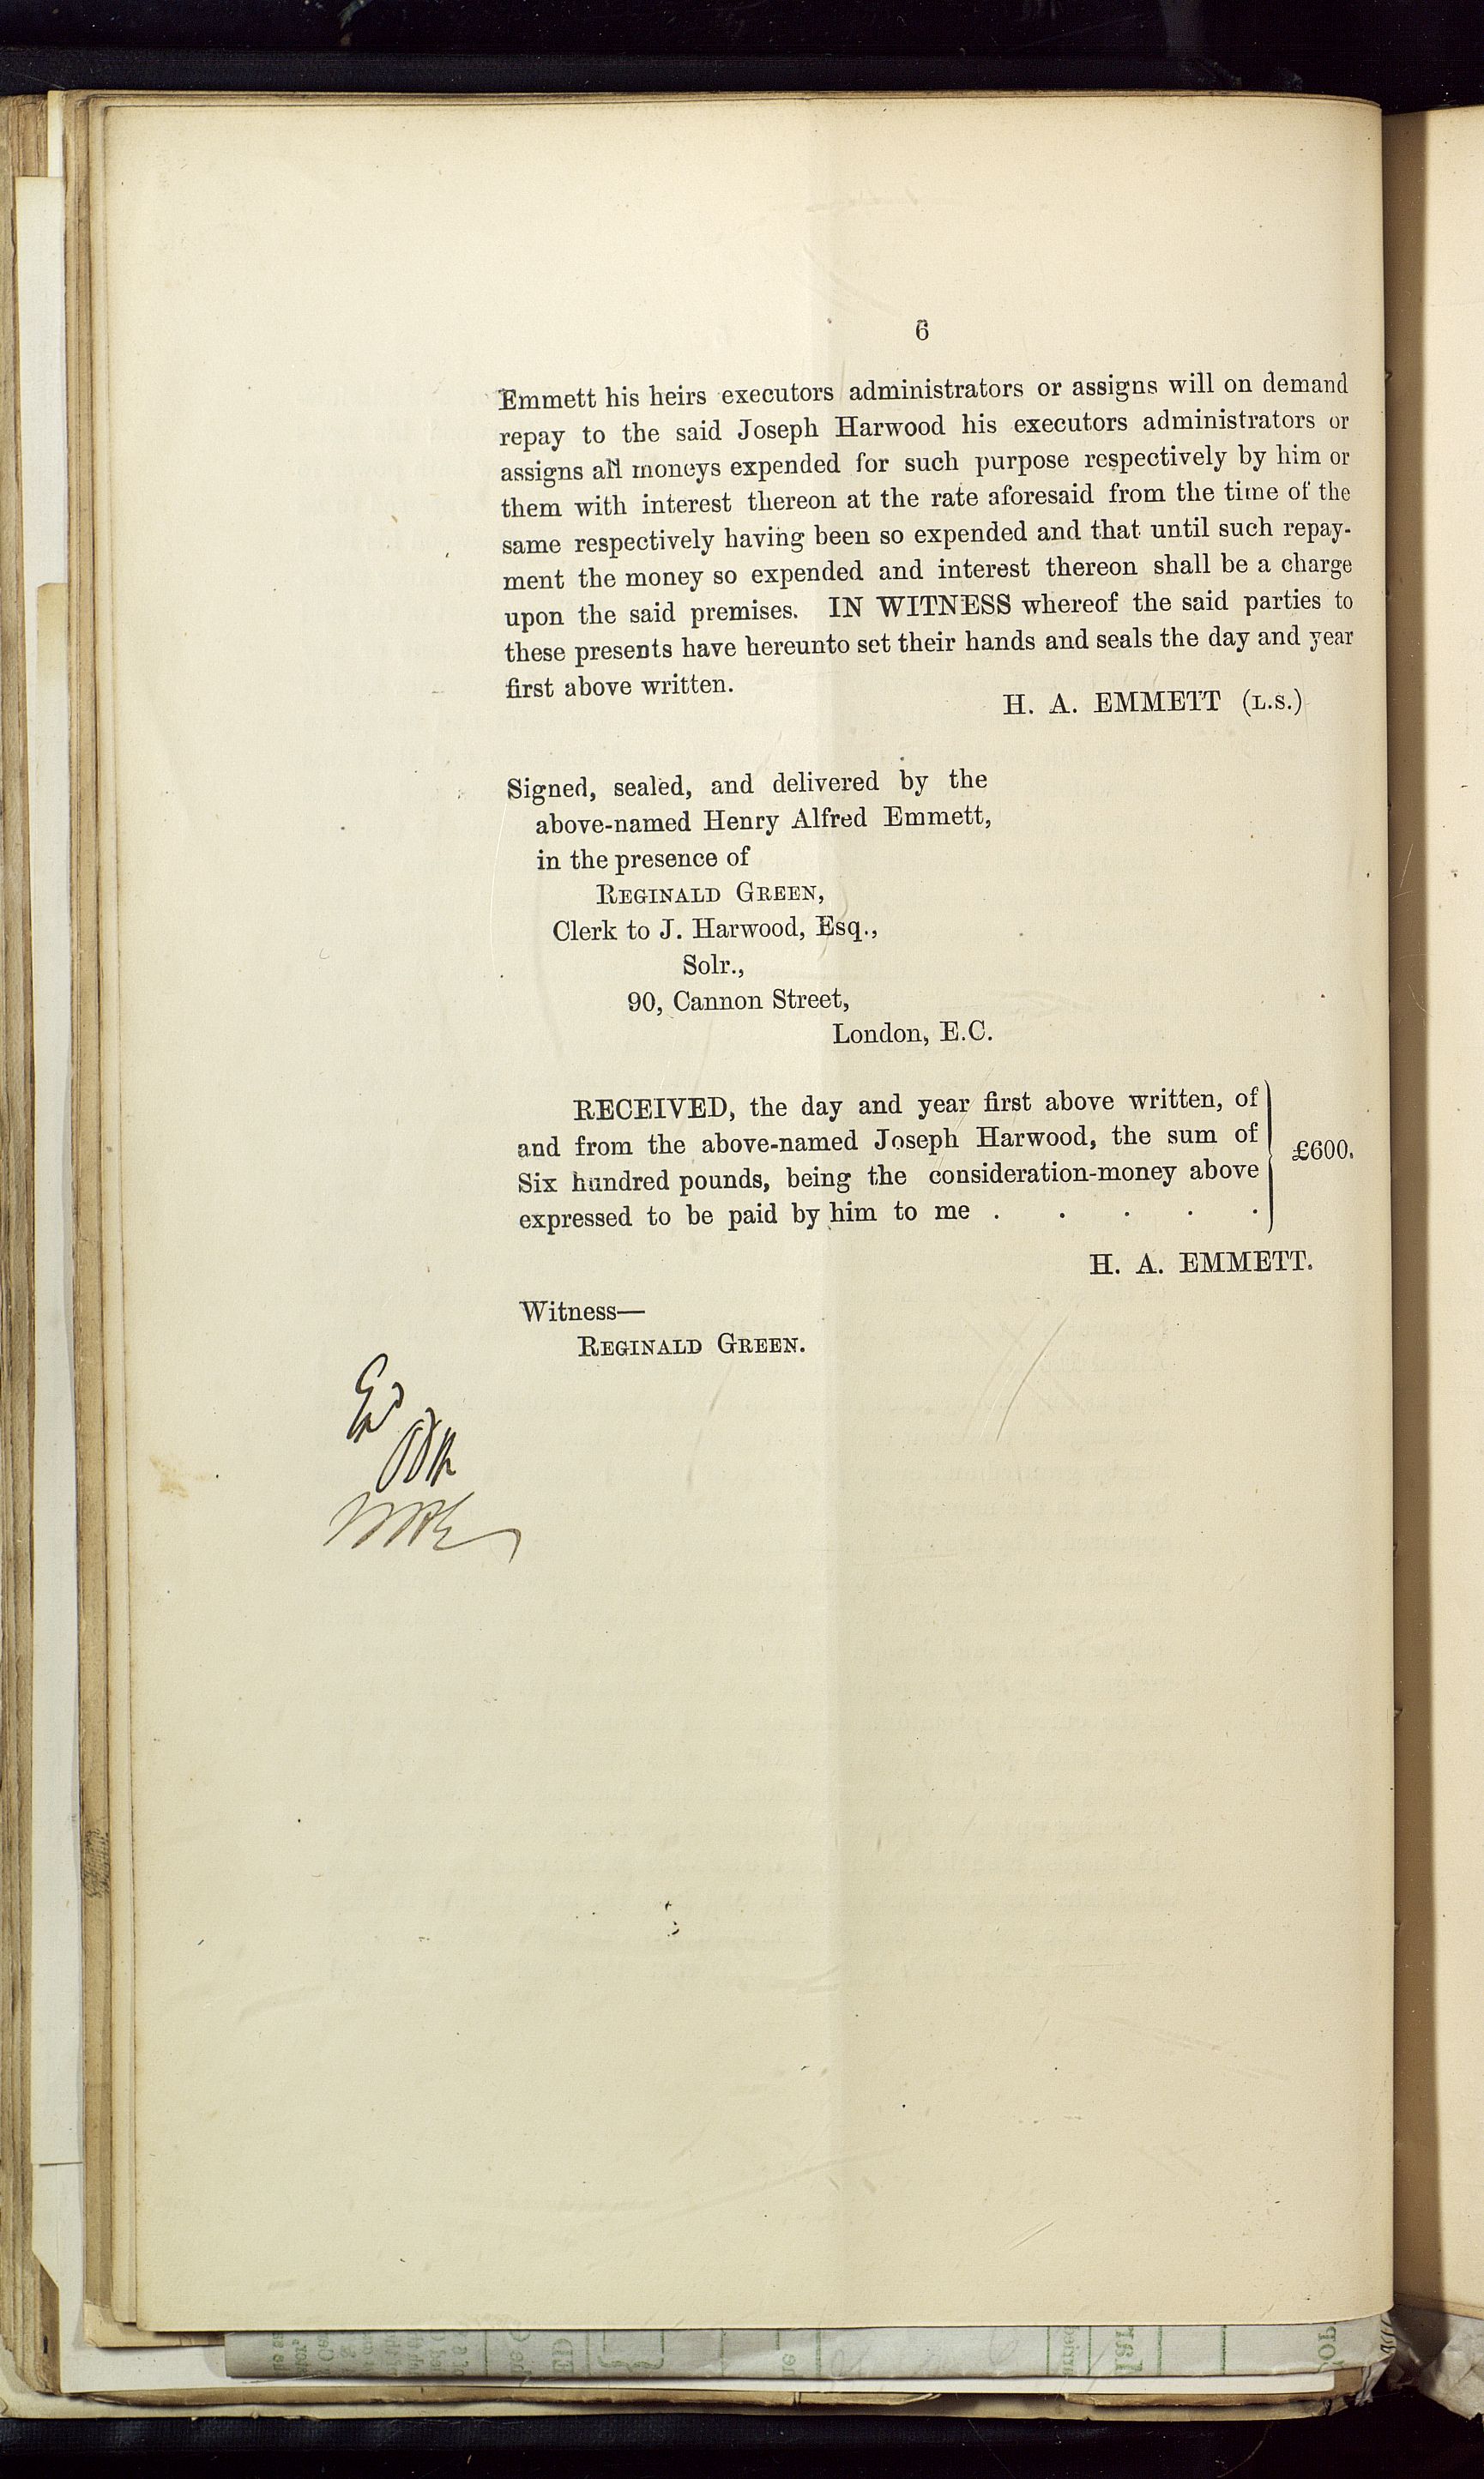 6
Emmett his heirs executors administrators or assigns will on demand
repay to the said Joseph Harwood his executors administrators or
assigns all moneys expended for such purpose respectively by him or
them with interest thereon at the rate aforesaid from the time of the
same respectively having been so expended and that until such repay-
ment the money so expended and interest thereon shall be a charge
upon the said premises. IN WITNESS whereof the said parties to
these presents have hereunto set their hands and seals the day and year
first above written.
H. A. EMMETT (L.S.)
Signed, sealed, and delivered by the
above-named Henry Alfred Emmett,
in the presence of
REGINALD GREEN,
Clerk to J. Harwood, Esq.,
Solr.,
90, Cannon Street,
London, E.C.
RECEIVED, the day and year first above written, of
and from the above-named Joseph Harwood, the sum of
Six hundred pounds, being the consideration-money above
expressed to be paid by him to me . . . . .
£600.
H. A. EMMETT.
Witness—
REGINALD GREEN.